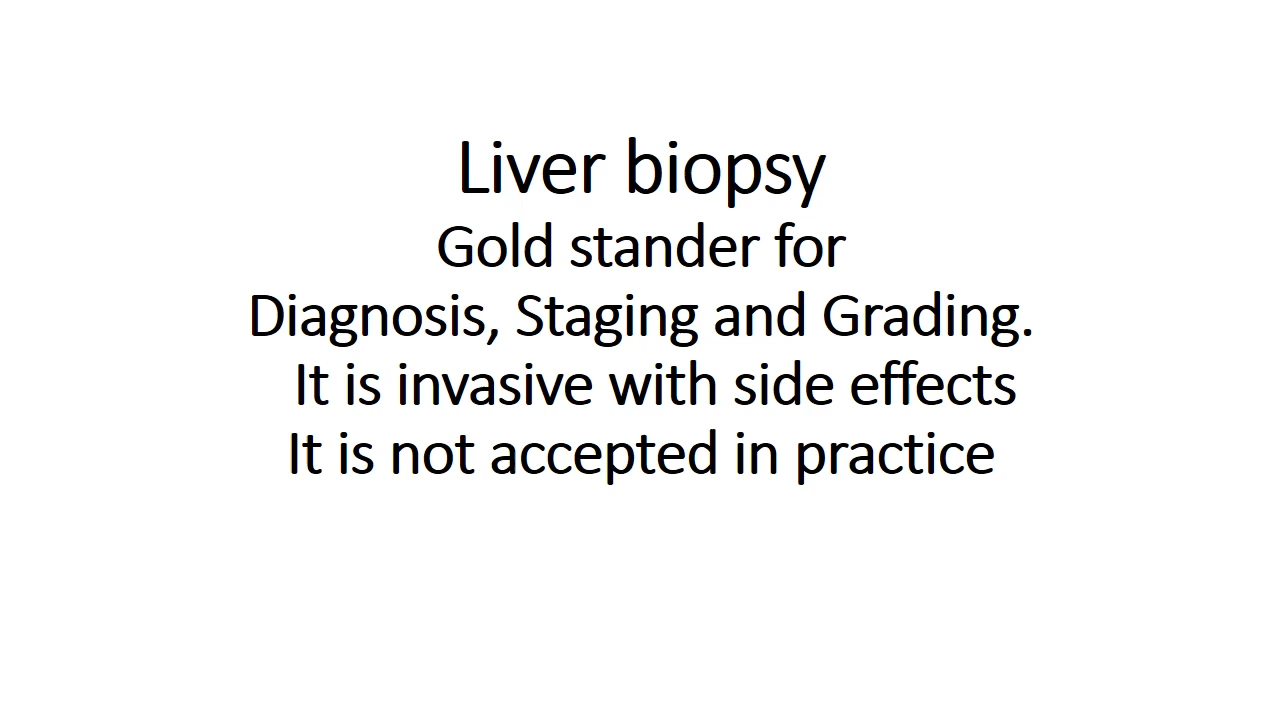 Liver biopsy
Gold stander for
Diagnosis, Staging and Grading.
It is invasive with side effects
It is not accepted in practice